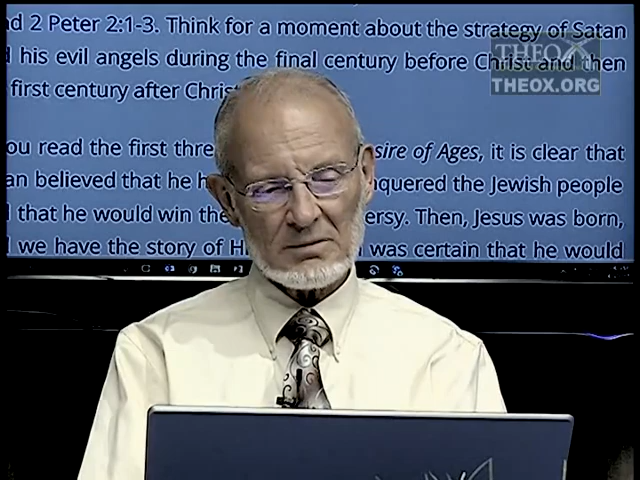 nd 2 Peter 2:1-3. Think for a moment about the strategy of Satan
his evil angels during the final century before Christ and then
first century after Chris
THEOX
THEOX.ORG
ou read the first thre sire of Ages, it is clear that
an believed that he h nquered the Jewish people
that he would win the ersy. Then, Jesus was born,
we have the story of H was certain that he would